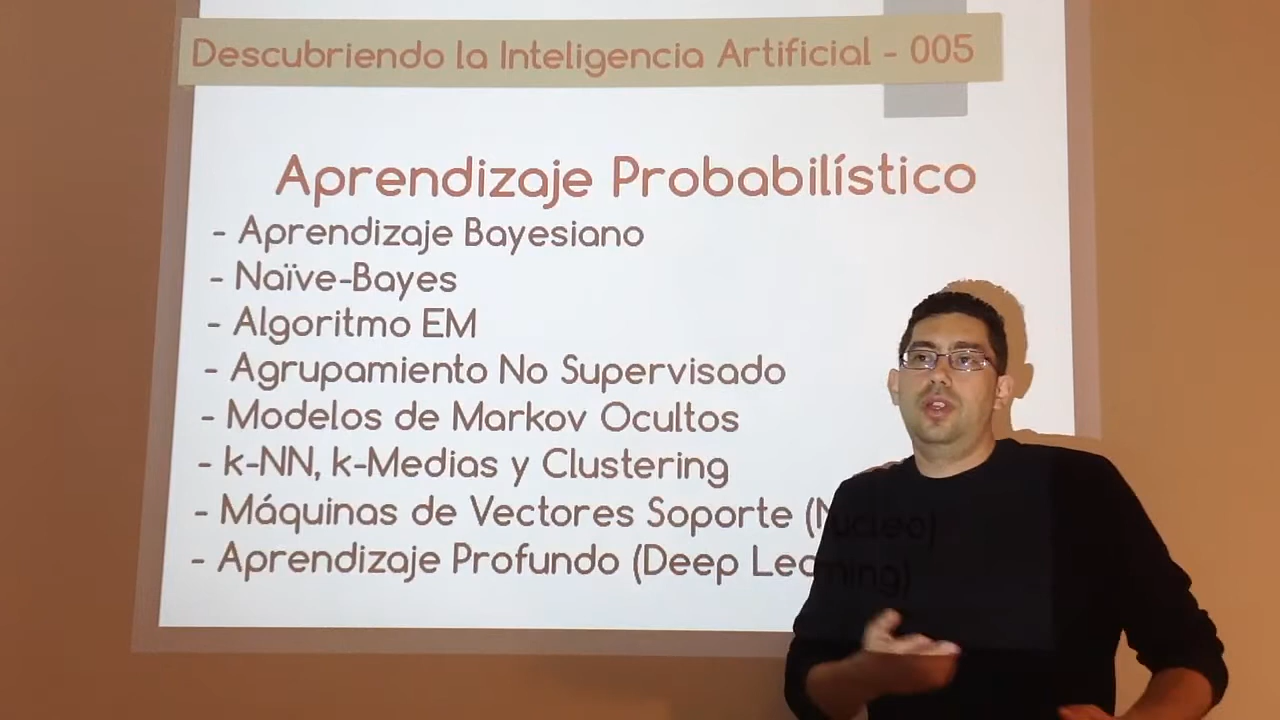 Descubriendo la Inteligencia Artificial - 005
Aprendizaje Probabilístico
- Aprendizaje Bayesiano
- Naïve-Bayes
- Algoritmo EM
- Agrupamiento No Supervisado
- Modelos de Markov Ocultos
- k-NN, k-Medias y Clustering
- Máquinas de Vectores Soporte (Núcleo)
- Aprendizaje Profundo (Deep Learning)